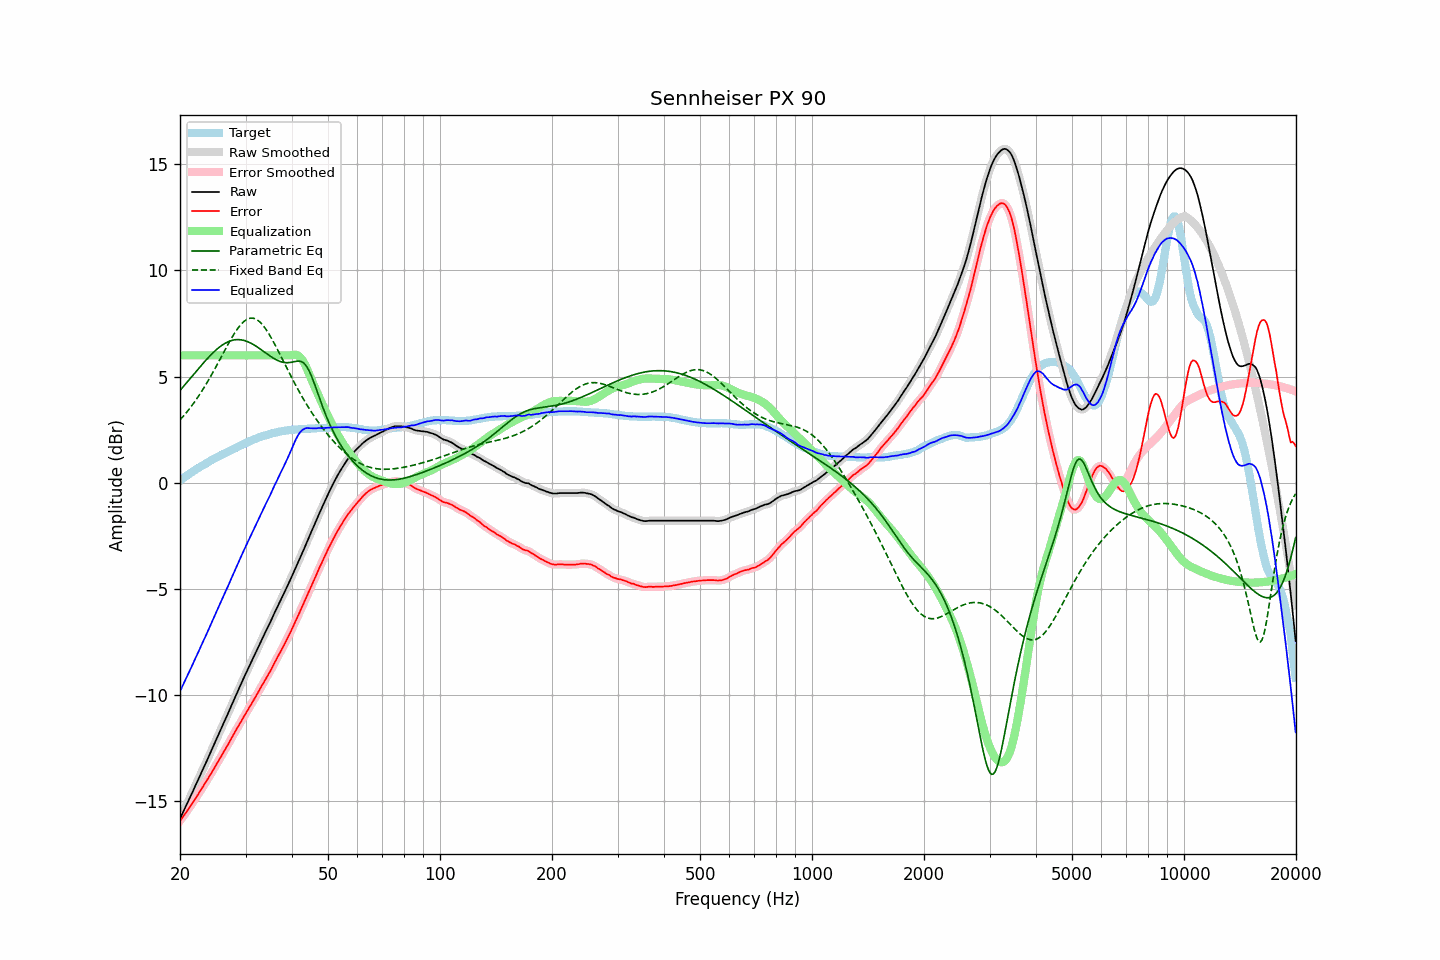 Sennheiser PX 90
Target
Raw Smoothed
Error Smoothed
Raw
Error
Equalization
Parametric Eq
Fixed Band Eq
Equalized
Amplitude (dBr)
15
10
5
0
−5
−10
−15
20 50 100 200 500 1000 2000 5000 10000 20000
Frequency (Hz)